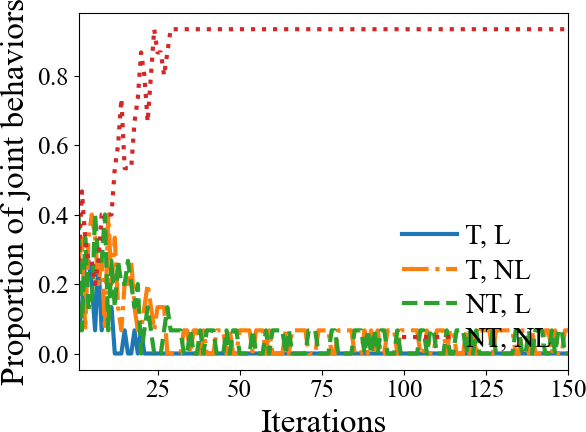 Proportion of joint behaviors
0.8
0.6
0.4
0.2
0.0
T, L
T, NL
NT, L
NT, NL
25
50
75
100
125
150
Iterations